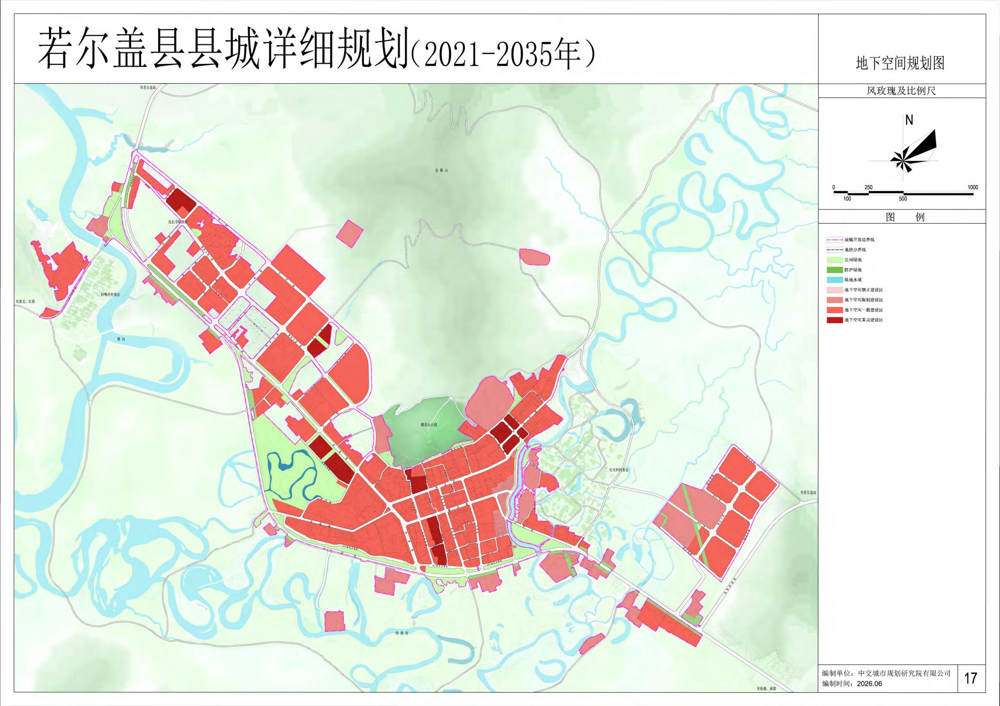 若尔盖县县城详细规划(2021-2035年)
地下空间规划图
风玫瑰及比例尺
N
0 250 1000
100 500
图 例
城镇开发边界线
地块分界线
公园绿地
防护绿地
陆地水域
地下空间禁止建设区
地下空间限制建设区
地下空间一般建设区
地下空间重点建设区
至若尔盖站
达隆山
达扎寺镇政府
岭嘎村村委会
至唐克、红原
黑河
俄尼山公园
红光村村委会
至若尔盖站
热曲河
至松潘、成都
编制单位：中交城市规划研究院有限公司
编制时间：2026.06
17